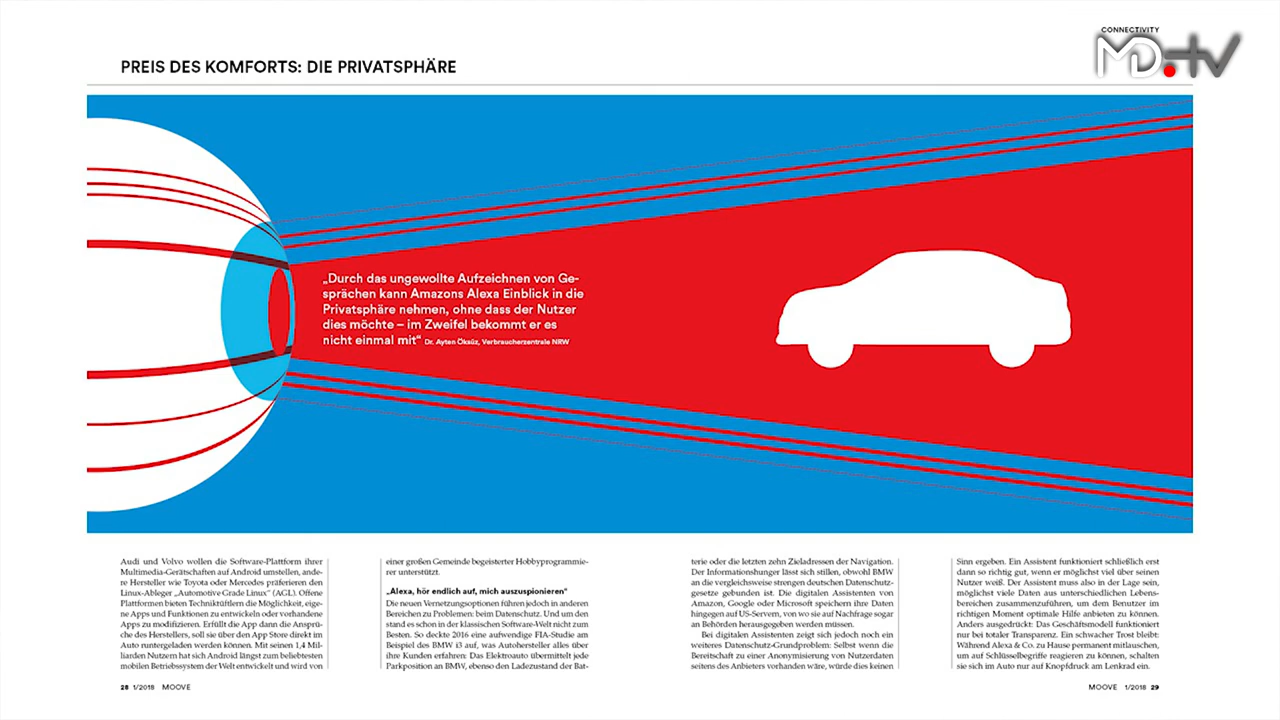 CONNECTIVITY
MD.tv
PREIS DES KOMFORTS: DIE PRIVATSPHÄRE
„Durch das ungewollte Aufzeichnen von Ge-
sprächen kann Amazons Alexa Einblick in die
Privatsphäre nehmen, ohne dass der Nutzer
dies möchte – im Zweifel bekommt er es
nicht einmal mit“ Dr. Ayten Öksüz, Verbraucherzentrale NRW
Audi und Volvo wollen die Software-Plattform ihrer
Multimedia-Gerätschaften auf Android umstellen, ande-
re Hersteller wie Toyota oder Mercedes präferieren den
Linux-Ableger „Automotive Grade Linux“ (AGL). Offene
Plattformen bieten Techniktüftlern die Möglichkeit, eige-
ne Apps und Funktionen zu entwickeln oder vorhandene
Apps zu modifizieren. Erfüllt die App dann die Ansprü-
che des Herstellers, soll sie über den App Store direkt im
Auto runtergeladen werden können. Mit seinen 1,4 Mil-
liarden Nutzern hat sich Android längst zum beliebtesten
mobilen Betriebssystem der Welt entwickelt und wird von
einer großen Gemeinde begeisterter Hobbyprogrammie-
rer unterstützt.
„Alexa, hör endlich auf, mich auszuspionieren“
Die neuen Vernetzungsoptionen führen jedoch in anderen
Bereichen zu Problemen: beim Datenschutz. Und um den
stand es schon in der klassischen Software-Welt nicht zum
Besten. So deckte 2016 eine aufwendige FIA-Studie am
Beispiel des BMW i3 auf, was Autohersteller alles über
ihre Kunden erfahren: Das Elektroauto übermittelt jede
Parkposition an BMW, ebenso den Ladezustand der Bat-
terie oder die letzten zehn Zieladressen der Navigation.
Der Informationshunger lässt sich stillen, obwohl BMW
an die vergleichsweise strengen deutschen Datenschutz-
gesetze gebunden ist. Die digitalen Assistenten von
Amazon, Google oder Microsoft speichern ihre Daten
hingegen auf US-Servern, von wo sie auf Nachfrage sogar
an Behörden herausgegeben werden müssen.
Bei digitalen Assistenten zeigt sich jedoch noch ein
weiteres Datenschutz-Grundproblem: Selbst wenn die
Bereitschaft zu einer Anonymisierung von Nutzerdaten
seitens des Anbieters vorhanden wäre, würde dies keinen
Sinn ergeben. Ein Assistent funktioniert schließlich erst
dann so richtig gut, wenn er möglichst viel über seinen
Nutzer weiß. Der Assistent muss also in der Lage sein,
möglichst viele Daten aus unterschiedlichen Lebens-
bereichen zusammenzuführen, um dem Benutzer im
richtigen Moment optimale Hilfe anbieten zu können.
Anders ausgedrückt: Das Geschäftsmodell funktioniert
nur bei totaler Transparenz. Ein schwacher Trost bleibt:
Während Alexa & Co. zu Hause permanent mitlauschen,
um auf Schlüsselbegriffe reagieren zu können, schalten
sie sich im Auto nur auf Knopfdruck am Lenkrad ein.
28 1/2018 MOOVE
MOOVE 1/2018 29